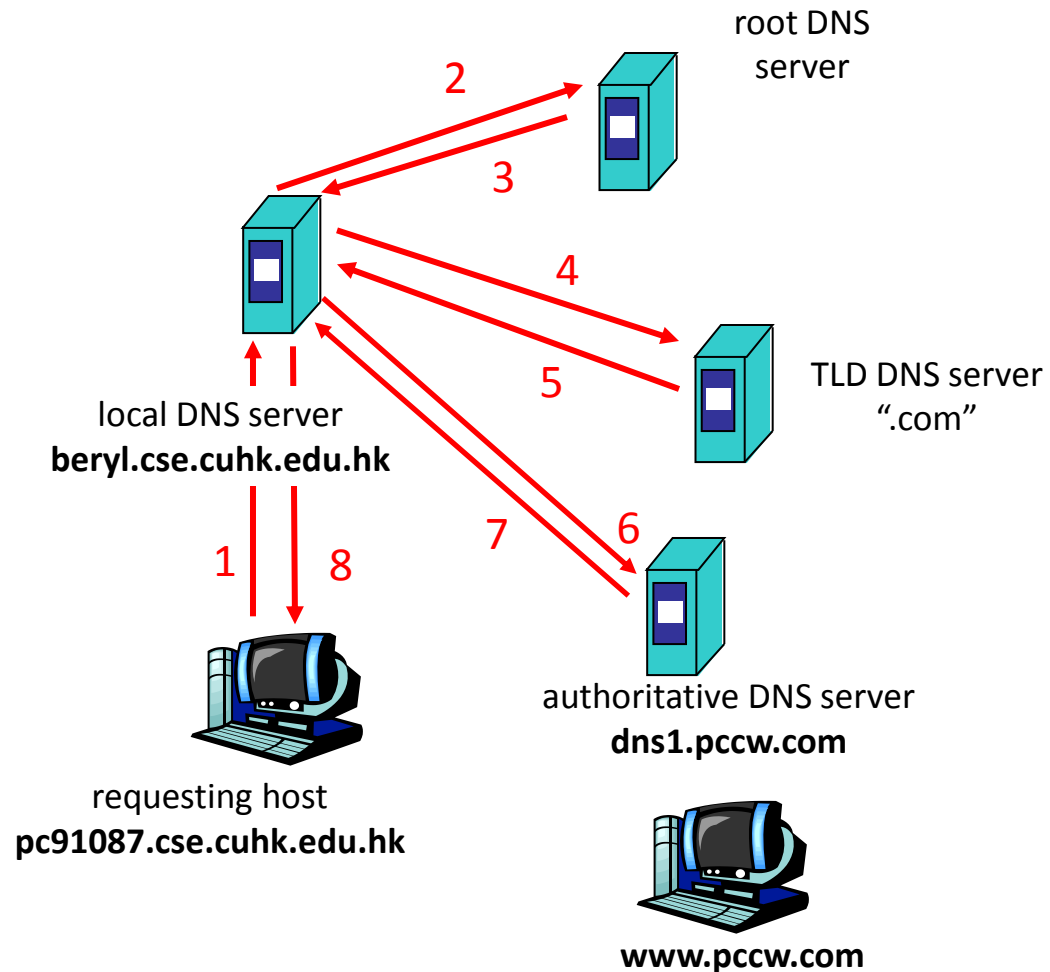 root DNS
server
2
3
4
5
TLD DNS server
“.com”
local DNS server
beryl.cse.cuhk.edu.hk
6
7
1
8
authoritative DNS server
dns1.pccw.com
requesting host
pc91087.cse.cuhk.edu.hk
www.pccw.com